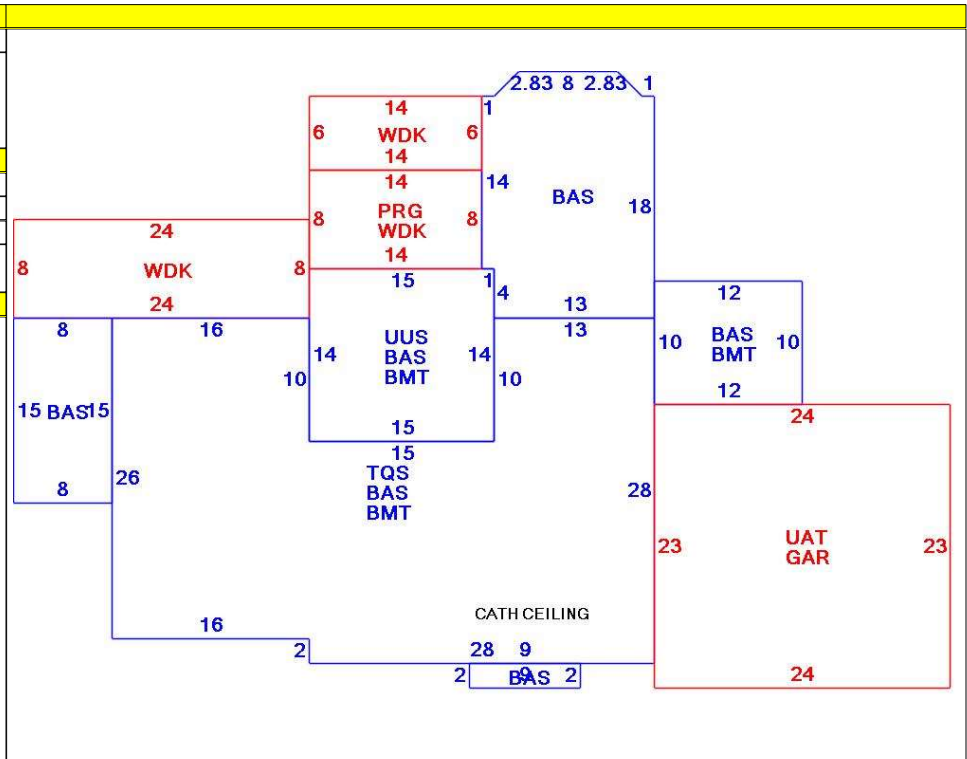 2.83 8 2.83 1
14 1
6 WDK 6
14
14 14
BAS 18
PRG
8 WDK 8
14
24
8 WDK 8
24
15 1
4
13
13
12
8 16
UUS
14 BAS 14
BMT
10 10
10 BAS 10
BMT
12
15 BAS 15
15
15
24
TQS
BAS
BMT
26
28
8
23 UAT 23
GAR
CATH CEILING
16
2
28 9
2 BAS 9 2
24